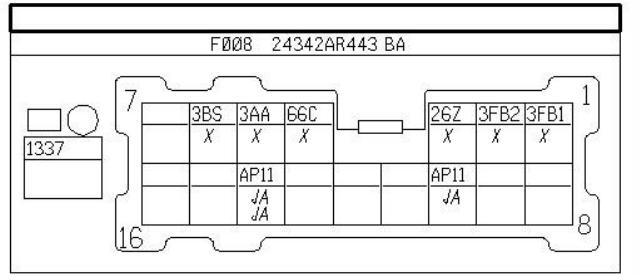 FØØ8 24342AR443 BA
7 1
3BS 3AA 66C 26Z 3FB2 3FB1
X X X X X X
1337
AP11 AP11
JA JA
JA
16 8